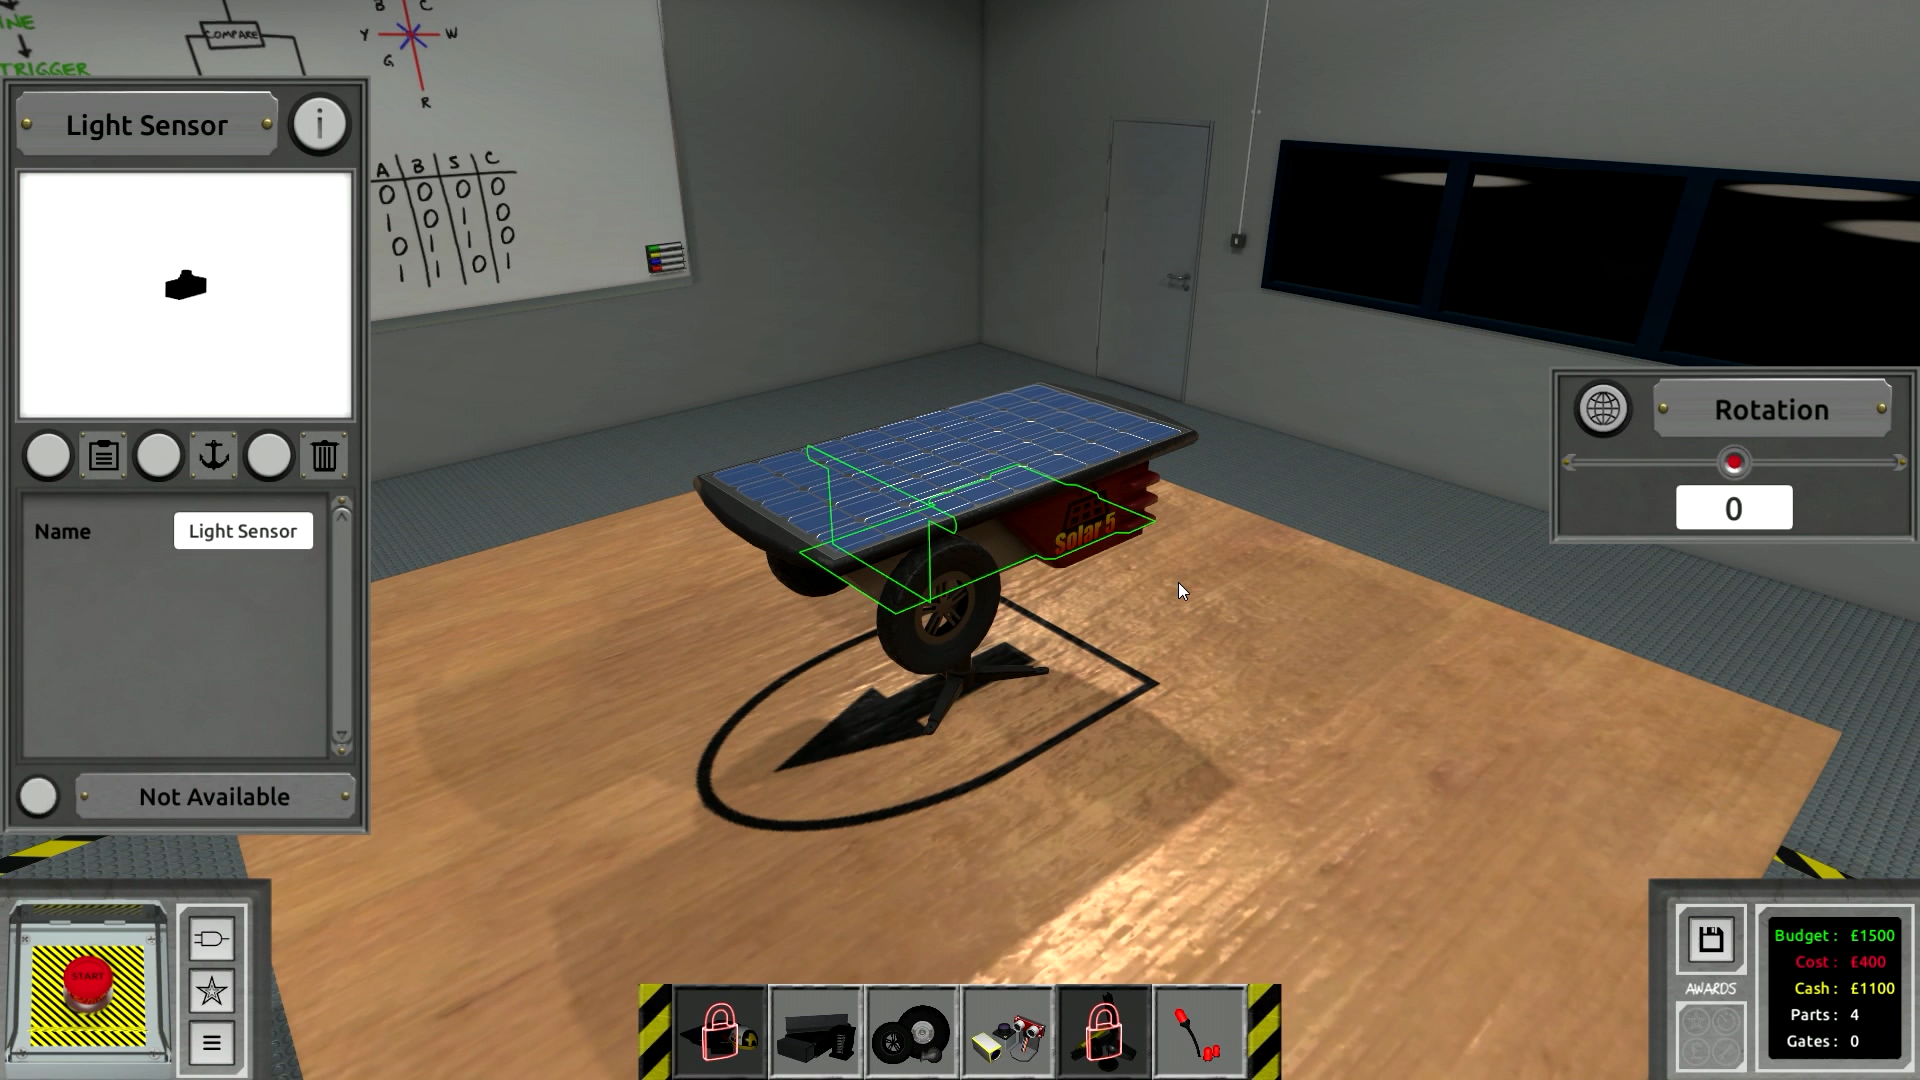 INE
TRIGGER
COMPARE
B C
Y W
G
R
A B S C
0 0 0 0
1 0 1 0
0 1 1 0
1 1 0 1
Light Sensor
i
Name Light Sensor
Not Available
Solar 5
Rotation
0
START
AWARDS
Budget : £1500
Cost : £400
Cash : £1100
Parts : 4
Gates : 0